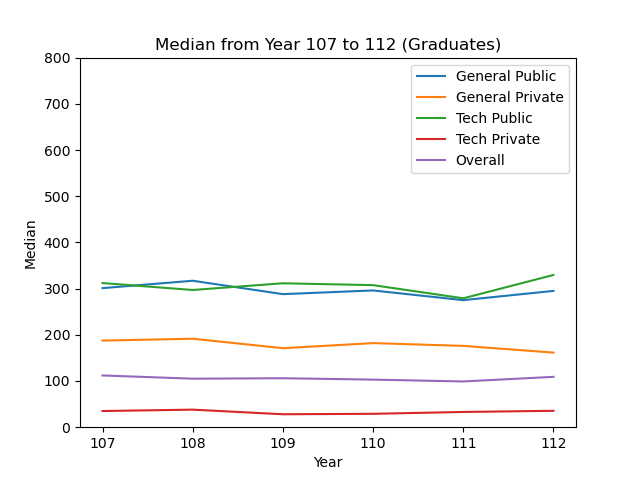 Median from Year 107 to 112 (Graduates)
800
700
600
500
400
300
200
100
0
Median
General Public
General Private
Tech Public
Tech Private
Overall
107 108 109 110 111 112
Year